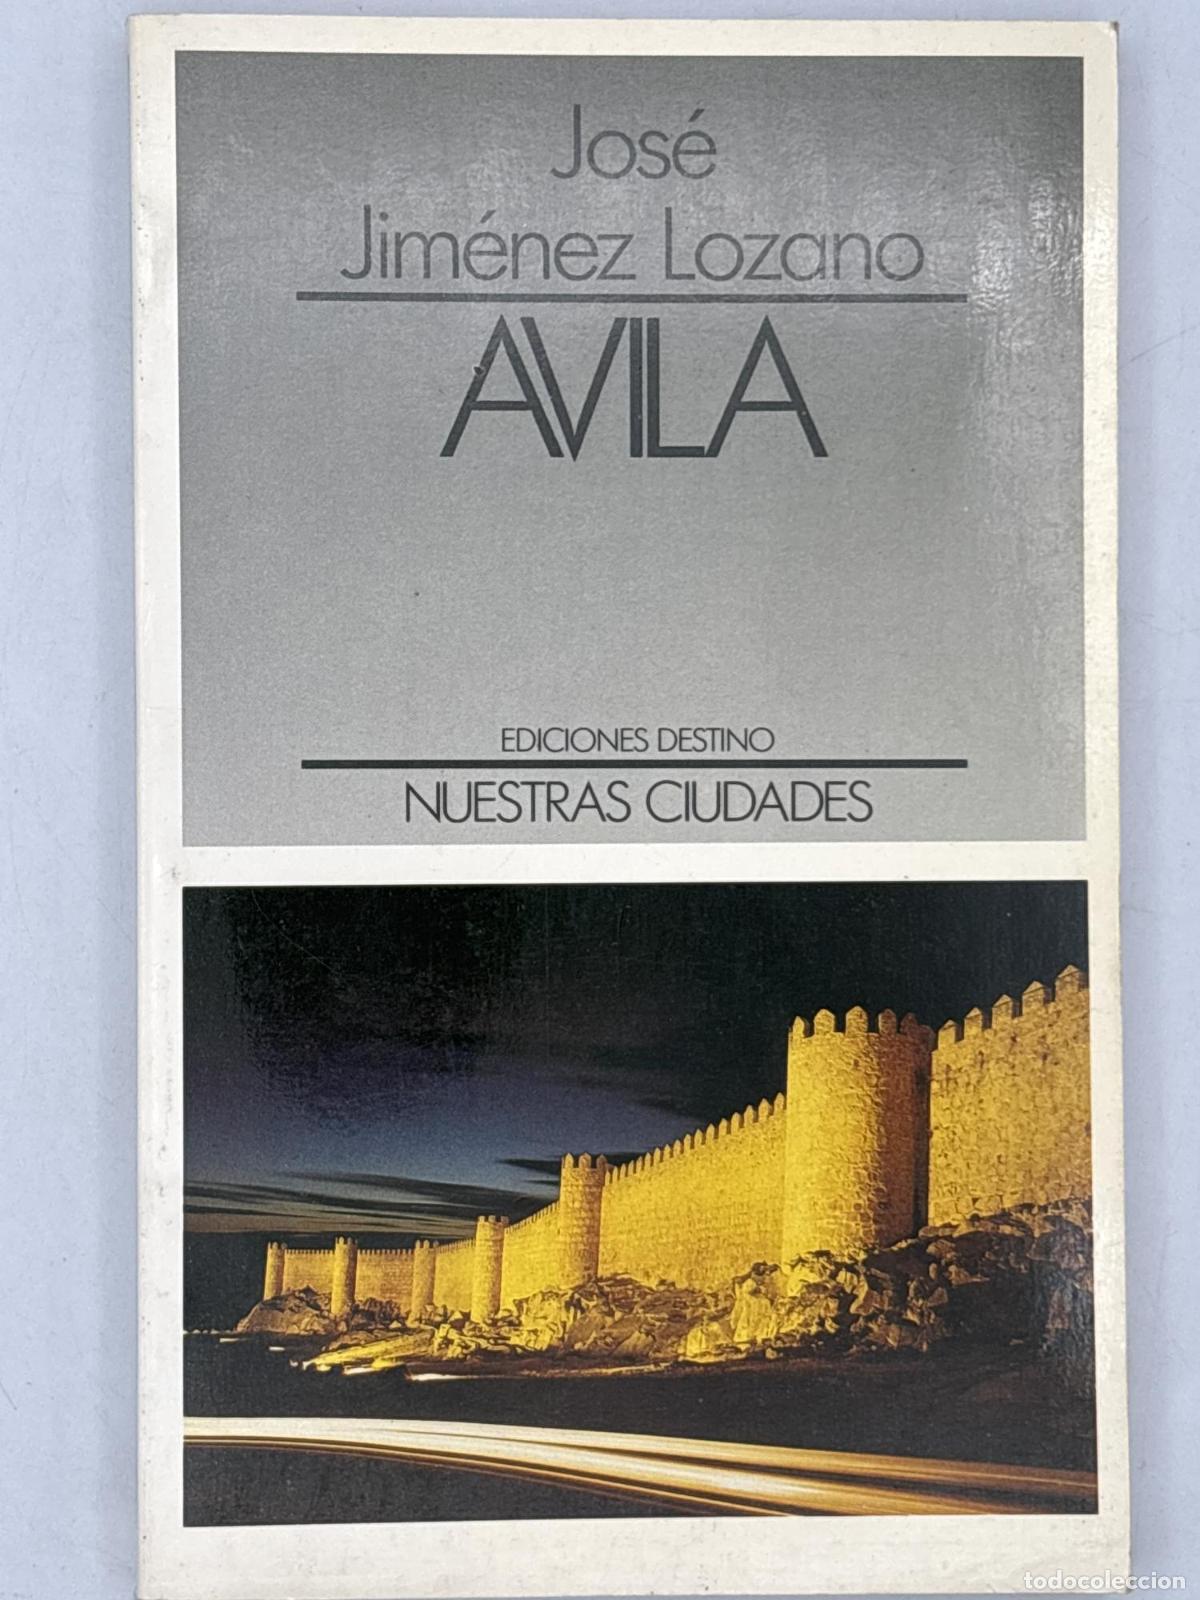 José
Jiménez Lozano
AVILA
EDICIONES DESTINO
NUESTRAS CIUDADES
todocoleccion